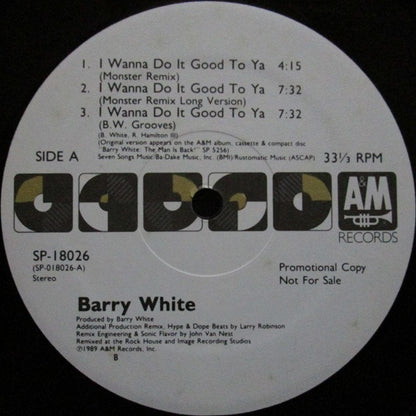 1. I Wanna Do It Good To Ya 4:15
(Monster Remix)
2. I Wanna Do It Good To Ya 7:32
(Monster Remix Long Version)
3. I Wanna Do It Good To Ya 7:32
(B.W. Grooves)
(B. White, R. Hamilton III)
(Original version appears on the A&M album, cassette & compact disc
"Barry White: The Man Is Back!" SP 5256)
Seven Songs Music/Ba-Dake Music, Inc. (BMI)/Rustomatic Music (ASCAP)
SIDE A
33⅓ RPM
A&M
RECORDS
SP-18026
(SP-018026-A)
Stereo
Promotional Copy
Not For Sale
Barry White
Produced by Barry White
Additional Production Remix, Hype & Dope Beats by Larry Robinson
Remix Engineering & Sonic Flavor by John Van Nest
Remixed at the Rock House and Image Recording Studios
℗1989 A&M Records, Inc.
B